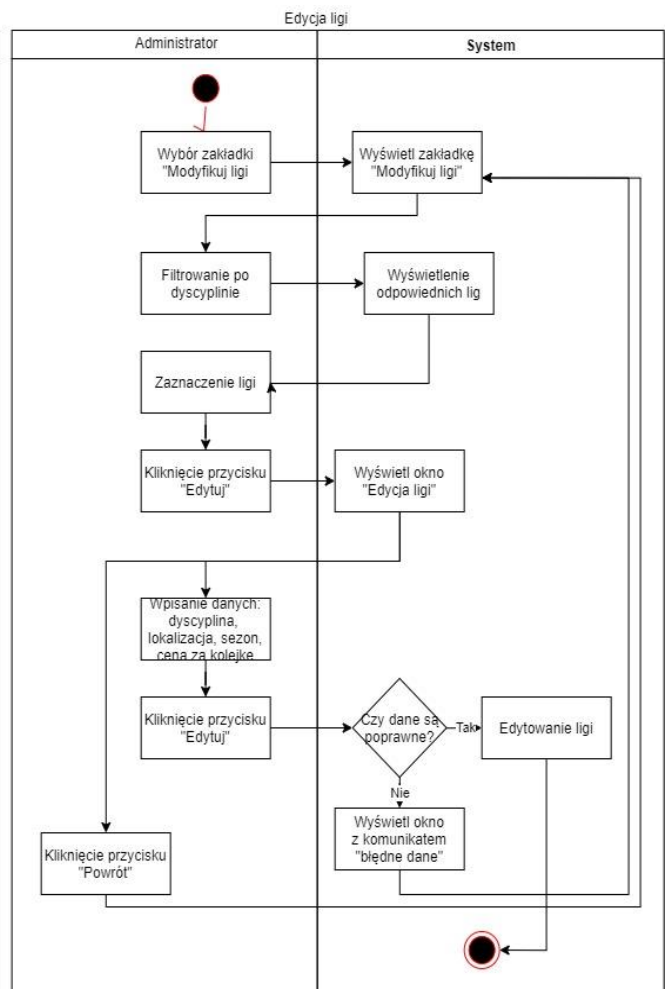 Edycja ligi
Administrator
System
Wybór zakładki
"Modyfikuj ligi
Wyświetl zakładkę
"Modyfikuj ligi"
Filtrowanie po
dyscyplinie
Wyświetlenie
odpowiednich lig
Zaznaczenie ligi
Kliknięcie przycisku
"Edytuj"
Wyświetl okno
"Edycja ligi"
Wpisanie danych:
dyscyplina,
lokalizacja, sezon,
cena za kolejkę
Kliknięcie przycisku
"Edytuj"
Czy dane są
poprawne?
Tak
Edytowanie ligi
Nie
Wyświetl okno
z komunikatem
"błędne dane"
Kliknięcie przycisku
"Powrót"